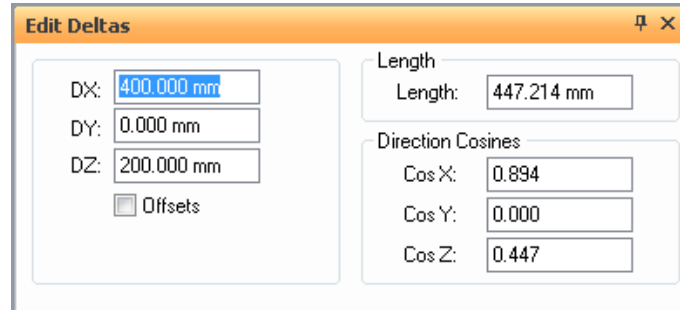 Edit Deltas
DX: 400.000 mm
DY: 0.000 mm
DZ: 200.000 mm
Offsets
Length
Length: 447.214 mm
Direction Cosines
Cos X: 0.894
Cos Y: 0.000
Cos Z: 0.447